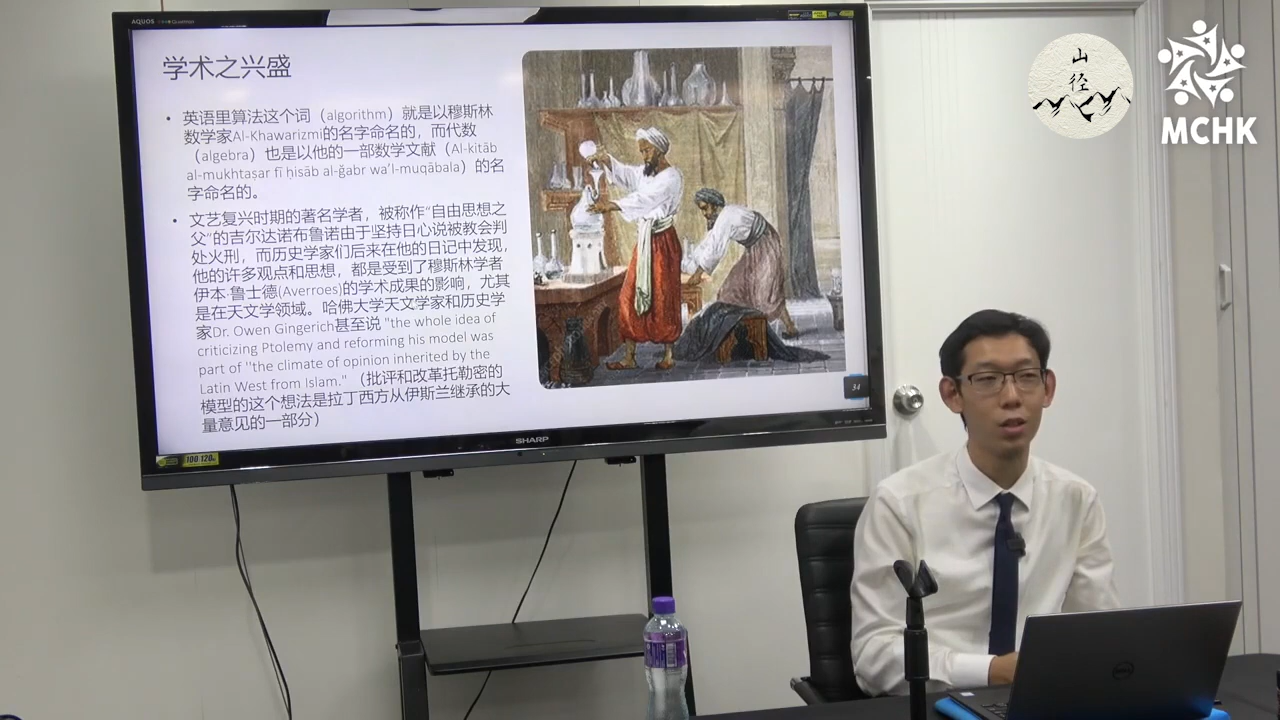 AQUOS
学术之兴盛
• 英语里算法这个词（algorithm）就是以穆斯林
数学家Al-Khawarizmi的名字命名的，而代数
（algebra）也是以他的一部数学文献（Al-kitāb
al-mukhtaṣar fī ḥisāb al-ğabr wa’l-muqābala）的名
字命名的。
• 文艺复兴时期的著名学者，被称作“自由思想之
父”的吉尔达诺布鲁诺由于坚持日心说被教会判
处火刑，而历史学家们后来在他的日记中发现，
他的许多观点和思想，都是受到了穆斯林学者
伊本·鲁士德(Averroes)的学术成果的影响，尤其
是在天文学领域。哈佛大学天文学家和历史学
家Dr. Owen Gingerich甚至说 "the whole idea of
criticizing Ptolemy and reforming his model was
part of "the climate of opinion inherited by the
Latin West from Islam." （批评和改革托勒密的
模型的这个想法是拉丁西方从伊斯兰继承的大
量意见的一部分）
34
SHARP
山
径
MCHK
DELL